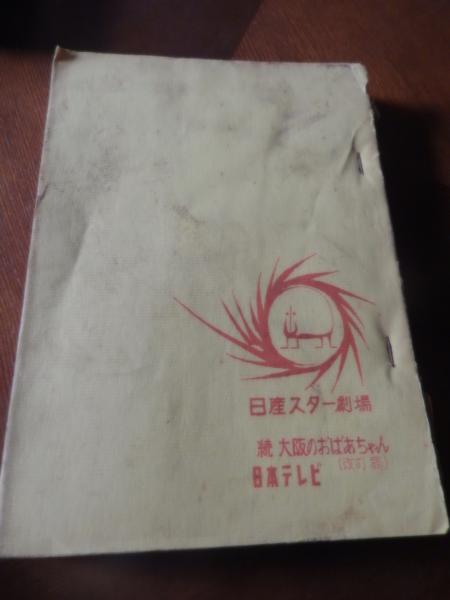 日産スター劇場
続 大阪のおばあちゃん
(改訂稿)
日本テレビ